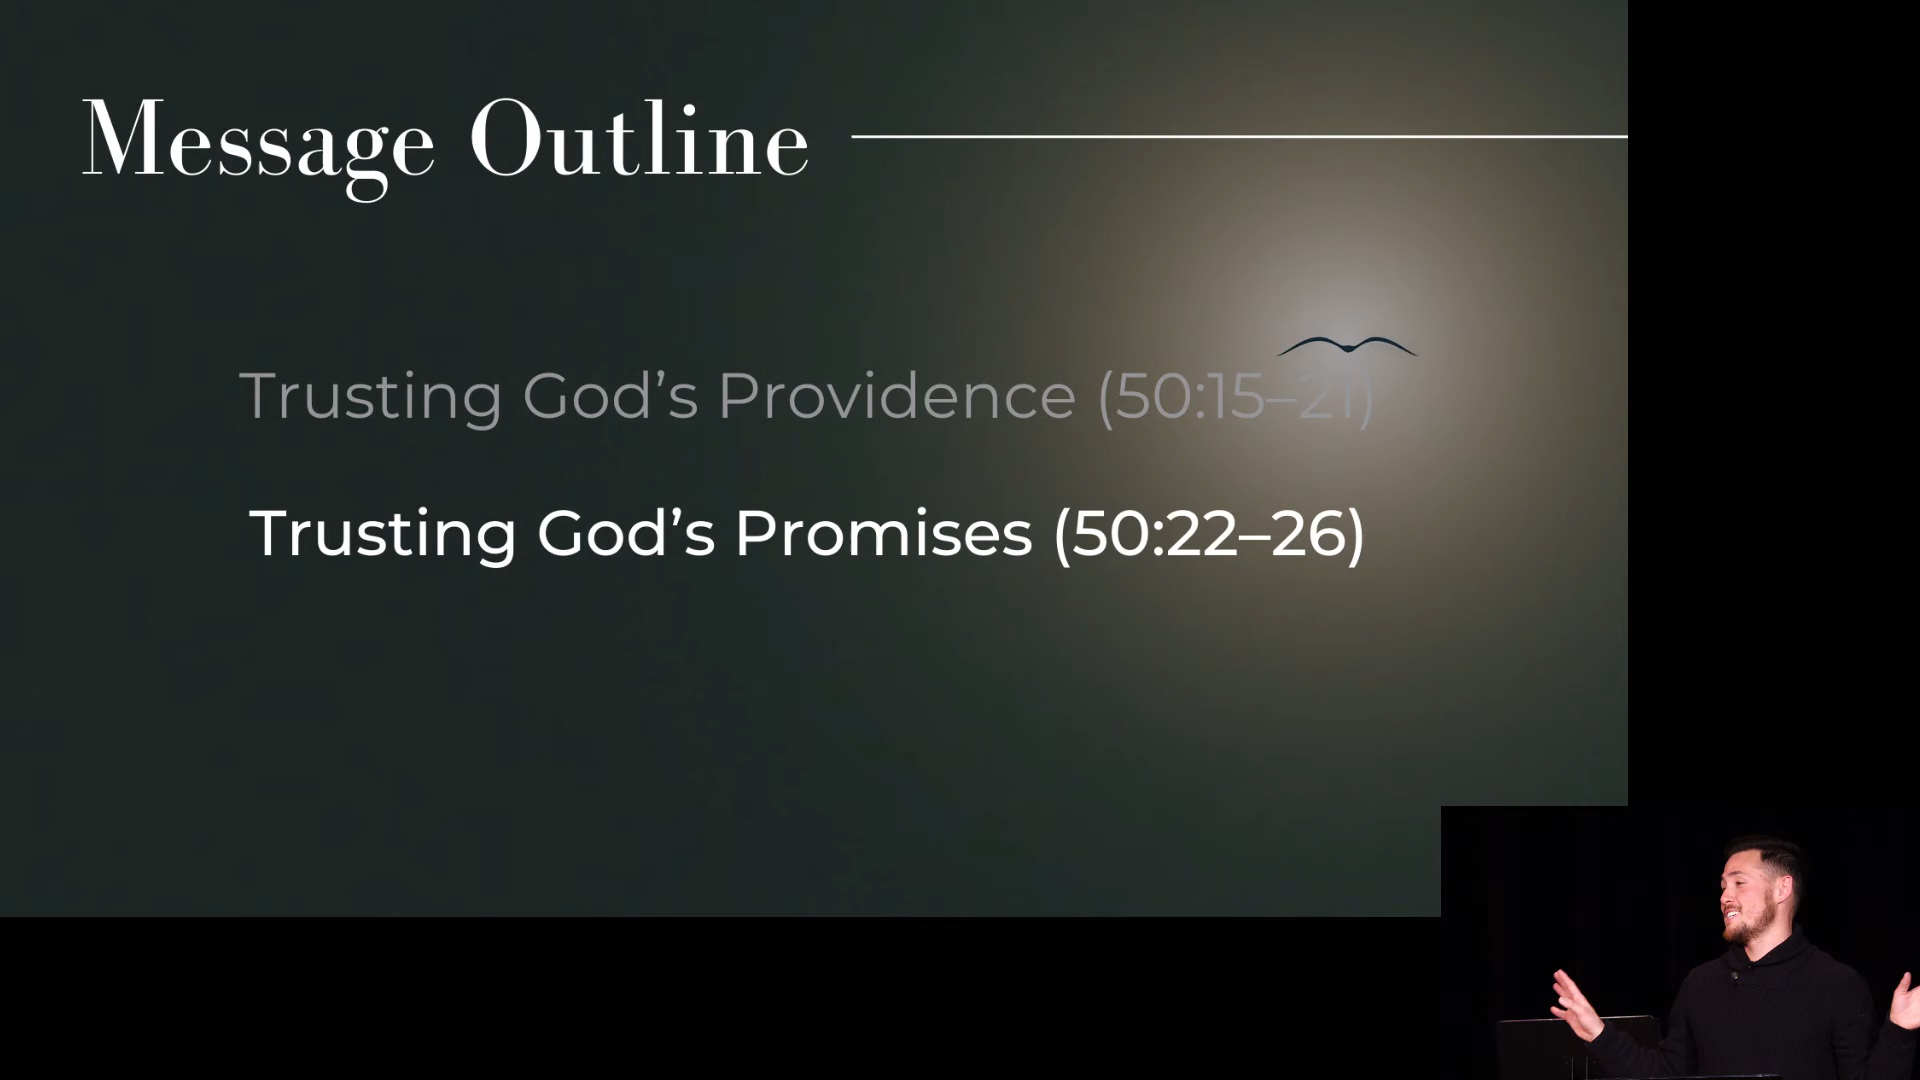 Message Outline
Trusting God’s Providence (50:15–21)
Trusting God’s Promises (50:22–26)